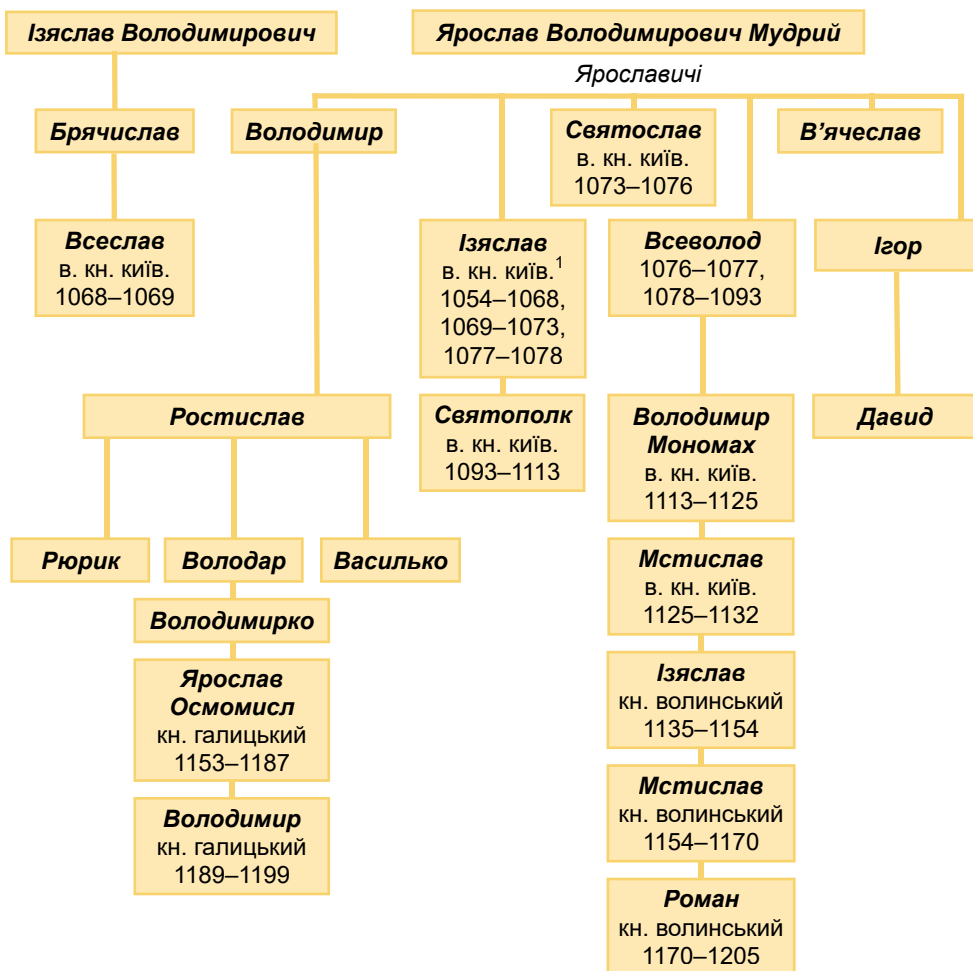 Ізяслав Володимирович
Ярослав Володимирович Мудрий
Ярославичі
Брячислав
Володимир
Святослав
в. кн. київ.
1073–1076
В’ячеслав
Всеслав
в. кн. київ.
1068–1069
Ізяслав
в. кн. київ.1
1054–1068,
1069–1073,
1077–1078
Всеволод
1076–1077,
1078–1093
Ігор
Ростислав
Святополк
в. кн. київ.
1093–1113
Володимир
Мономах
в. кн. київ.
1113–1125
Давид
Рюрик
Володар
Василько
Мстислав
в. кн. київ.
1125–1132
Володимирко
Ярослав
Осмомисл
кн. галицький
1153–1187
Ізяслав
кн. волинський
1135–1154
Володимир
кн. галицький
1189–1199
Мстислав
кн. волинський
1154–1170
Роман
кн. волинський
1170–1205